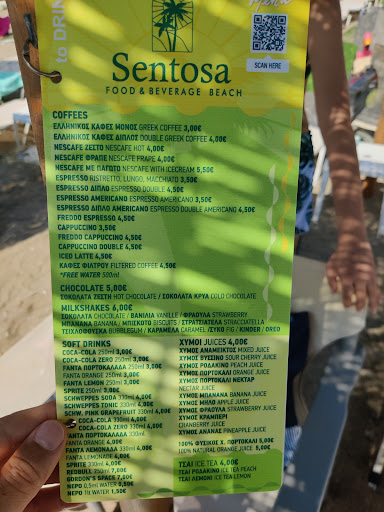 to DRIN
Menu
SCAN HERE
Sentosa
FOOD & BEVERAGE BEACH
COFFEES
ΕΛΛΗΝΙΚΟΣ ΚΑΦΕΣ ΜΟΝΟΣ GREEK COFFEE 3,00€
ΕΛΛΗΝΙΚΟΣ ΚΑΦΕΣ ΔΙΠΛΟΣ DOUBLE GREEK COFFEE 4,00€
NESCAFE ΖΕΣΤΟ NESCAFE HOT 4,00€
NESCAFE ΦΡΑΠΕ NESCAFE FRAPE 4,00€
NESCAFE ΜΕ ΠΑΓΩΤΟ NESCAFE WITH ICECREAM 5,50€
ESPRESSO RISTRETTO, LUNGO, MACCHIATO 3,50€
ESPRESSO ΔΙΠΛΟ ESPRESSO DOUBLE 4,50€
ESPRESSO AMERICANO ESPRESSO AMERICANO 3,50€
ESPRESSO ΔΙΠΛΟ AMERICANO ESPRESSO DOUBLE AMERICANO 4,50€
FREDDO ESPRESSO 4,50€
CAPPUCCINO 3,50€
FREDDO CAPPUCCINO 4,50€
CAPPUCCINO DOUBLE 4,50€
ICED LATTE 4,50€
ΚΑΦΕΣ ΦΙΛΤΡΟΥ FILTERED COFFEE 4,50€
*FREE WATER 500ml
CHOCOLATE 5,00€
ΣΟΚΟΛΑΤΑ ΖΕΣΤΗ HOT CHOCOLATE / ΣΟΚΟΛΑΤΑ ΚΡΥΑ COLD CHOCOLATE
MILKSHAKES 6,00€
ΣΟΚΟΛΑΤΑ CHOCOLATE / ΒΑΝΙΛΙΑ VANILLA / ΦΡΑΟΥΛΑ STRAWBERRY
ΜΠΑΝΑΝΑ BANANA / ΜΠΙΣΚΟΤΟ BISCUITS / ΣΤΡΑΤΣΙΑΤΕΛΑ STRACCIATELLA
ΤΣΙΧΛΟΦΟΥΣΚΑ BUBBLEGUM / ΚΑΡΑΜΕΛΑ CARAMEL / ΣΥΚΟ FIG / KINDER / OREO
SOFT DRINKS
COCA-COLA 250ml 3,00€
COCA-COLA ZERO 250ml 3,00€
FANTA ΠΟΡΤΟΚΑΛΑΔΑ 250ml 3,00€
FANTA ORANGE 250ml 3,00€
FANTA LEMON 250ml 3,00€
SPRITE 250ml 3,00€
SCHWEPPES SODA 330ml 4,00€
SCHWEPPES TONIC 330ml 4,00€
SCHW. PINK GRAPEFRUIT 330ml 4,00€
COCA-COLA 330ml 4,00€
COCA-COLA ZERO 330ml 4,00€
FANTA ΠΟΡΤΟΚΑΛΑΔΑ 330ml
FANTA ORANGE 4,00€
FANTA ΛΕΜΟΝΑΔΑ 330ml
FANTA LEMONADE 4,00€
SPRITE 330ml 4,00€
REDBULL 250ml 7,00€
GORDON'S SPACE 7,00€
ΝΕΡΟ 0,5ml WATER 0,50€
ΝΕΡΟ 1lt WATER 1,50€
ΧΥΜΟΙ JUICES 4,00€
ΧΥΜΟΣ ΑΝΑΜΕΙΚΤΟΣ MIXED JUICE
ΧΥΜΟΣ ΒΥΣΣΙΝΟ SOUR CHERRY JUICE
ΧΥΜΟΣ ΡΟΔΑΚΙΝΟ PEACH JUICE
ΧΥΜΟΣ ΠΟΡΤΟΚΑΛΙ ORANGE JUICE
ΧΥΜΟΣ ΠΟΡΤΟΚΑΛΙ ΝΕΚΤΑΡ
NECTAR JUICE
ΧΥΜΟΣ ΜΠΑΝΑΝΑ BANANA JUICE
ΧΥΜΟΣ ΜΗΛΟ APPLE JUICE
ΧΥΜΟΣ ΦΡΑΟΥΛΑ STRAWBERRY JUICE
ΧΥΜΟΣ ΚΡΑΝΜΠΕΡΙ
CRANBERRY JUICE
ΧΥΜΟΣ ΑΝΑΝΑΣ PINEAPPLE JUICE
100% ΦΥΣΙΚΟΣ Χ. ΠΟΡΤΟΚΑΛΙ 5,00€
100% NATURAL ORANGE JUICE 5,00€
ΤΣΑΙ ICE TEA 4,00€
ΤΣΑΙ ΡΟΔΑΚΙΝΟ ICE TEA PEACH
ΤΣΑΙ ΛΕΜΟΝΙ ICE TEA LEMON